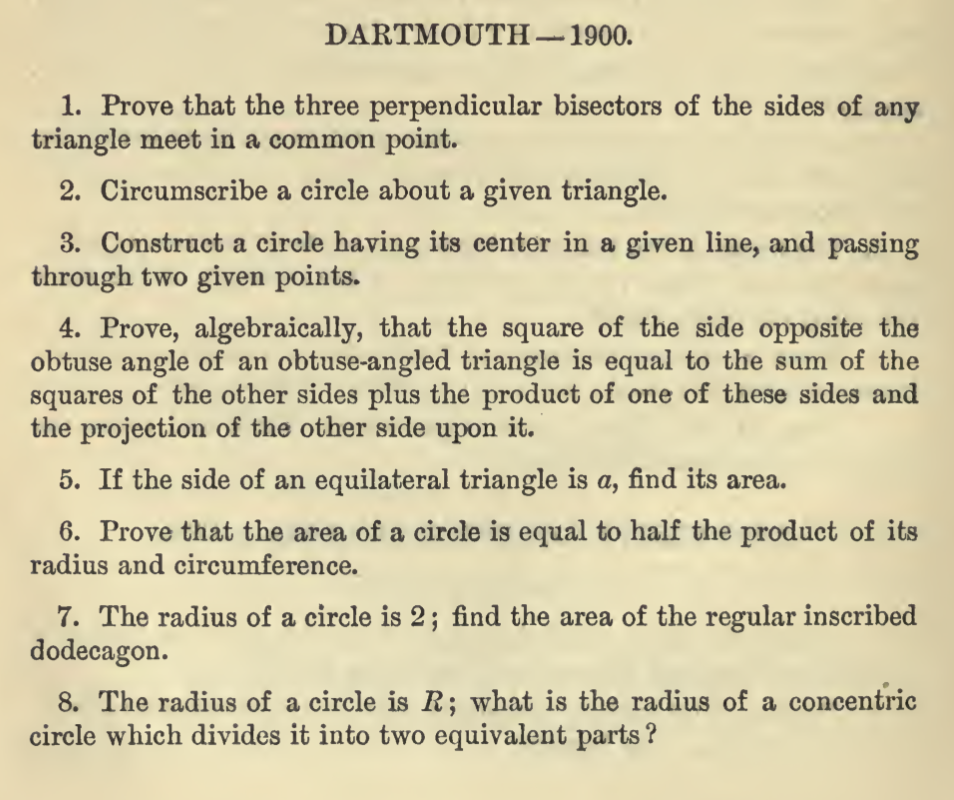 DARTMOUTH — 1900.
1. Prove that the three perpendicular bisectors of the sides of any
triangle meet in a common point.
2. Circumscribe a circle about a given triangle.
3. Construct a circle having its center in a given line, and passing
through two given points.
4. Prove, algebraically, that the square of the side opposite the
obtuse angle of an obtuse-angled triangle is equal to the sum of the
squares of the other sides plus the product of one of these sides and
the projection of the other side upon it.
5. If the side of an equilateral triangle is a, find its area.
6. Prove that the area of a circle is equal to half the product of its
radius and circumference.
7. The radius of a circle is 2; find the area of the regular inscribed
dodecagon.
8. The radius of a circle is R; what is the radius of a concentric
circle which divides it into two equivalent parts?